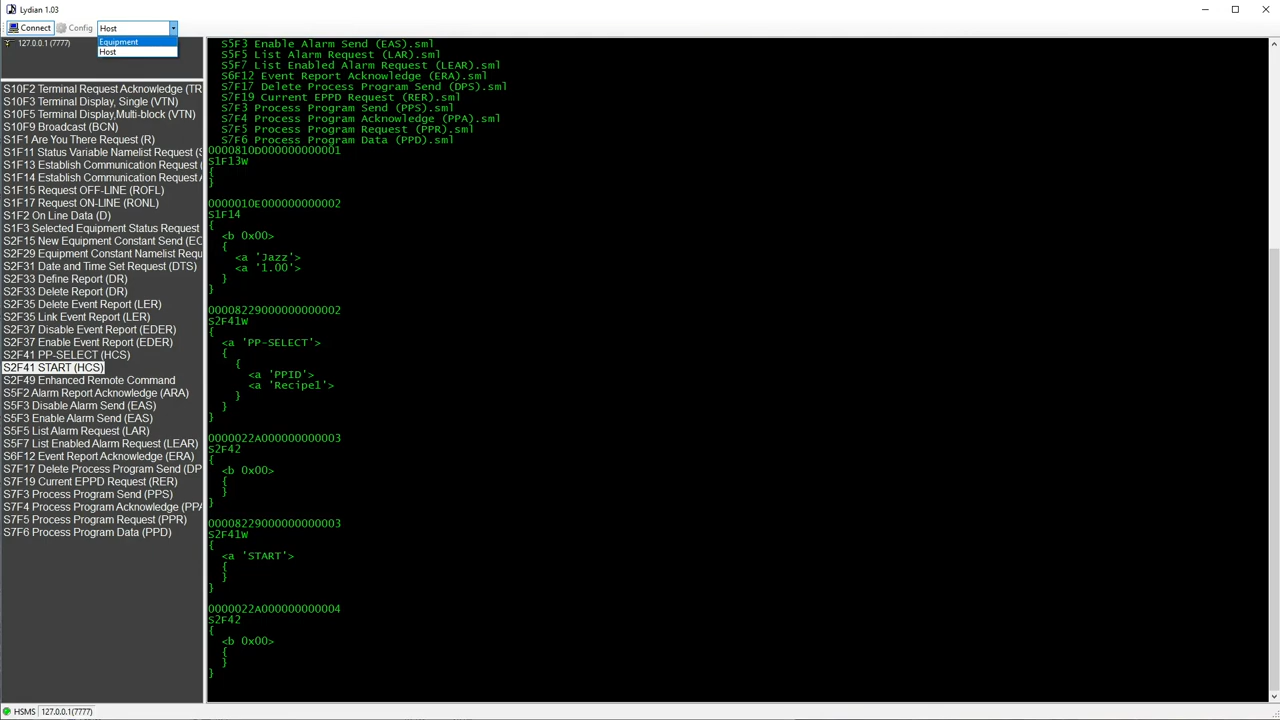 Lydian 1.03
Connect Config Host
Equipment
Host
127.0.0.1 (7777)
S10F2 Terminal Request Acknowledge (TR
S10F3 Terminal Display, Single (VTN)
S10F5 Terminal Display,Multi-block (VTN)
S10F9 Broadcast (BCN)
S1F1 Are You There Request (R)
S1F11 Status Variable Namelist Request (S
S1F13 Establish Communication Request (
S1F14 Establish Communication Request A
S1F15 Request OFF-LINE (ROFL)
S1F17 Request ON-LINE (RONL)
S1F2 On Line Data (D)
S1F3 Selected Equipment Status Request
S2F15 New Equipment Constant Send (EC
S2F29 Equipment Constant Namelist Requ
S2F31 Date and Time Set Request (DTS)
S2F33 Define Report (DR)
S2F33 Delete Report (DR)
S2F35 Delete Event Report (LER)
S2F35 Link Event Report (LER)
S2F37 Disable Event Report (EDER)
S2F37 Enable Event Report (EDER)
S2F41 PP-SELECT (HCS)
S2F41 START (HCS)
S2F49 Enhanced Remote Command
S5F2 Alarm Report Acknowledge (ARA)
S5F3 Disable Alarm Send (EAS)
S5F3 Enable Alarm Send (EAS)
S5F5 List Alarm Request (LAR)
S5F7 List Enabled Alarm Request (LEAR)
S6F12 Event Report Acknowledge (ERA)
S7F17 Delete Process Program Send (DP
S7F19 Current EPPD Request (RER)
S7F3 Process Program Send (PPS)
S7F4 Process Program Acknowledge (PPA
S7F5 Process Program Request (PPR)
S7F6 Process Program Data (PPD)
S5F3 Enable Alarm Send (EAS).sml
S5F5 List Alarm Request (LAR).sml
S5F7 List Enabled Alarm Request (LEAR).sml
S6F12 Event Report Acknowledge (ERA).sml
S7F17 Delete Process Program Send (DPS).sml
S7F19 Current EPPD Request (RER).sml
S7F3 Process Program Send (PPS).sml
S7F4 Process Program Acknowledge (PPA).sml
S7F5 Process Program Request (PPR).sml
S7F6 Process Program Data (PPD).sml
0000810D000000000001
S1F13W
{
}
0000010E000000000002
S1F14
{
<b 0x00>
{
<a 'Jazz'>
<a '1.00'>
}
}
00008229000000000002
S2F41W
{
<a 'PP-SELECT'>
{
{
<a 'PPID'>
<a 'Recipe1'>
}
}
}
0000022A000000000003
S2F42
{
<b 0x00>
{
}
}
00008229000000000003
S2F41W
{
<a 'START'>
{
}
}
0000022A000000000004
S2F42
{
<b 0x00>
{
}
}
HSMS 127.0.0.1(7777)